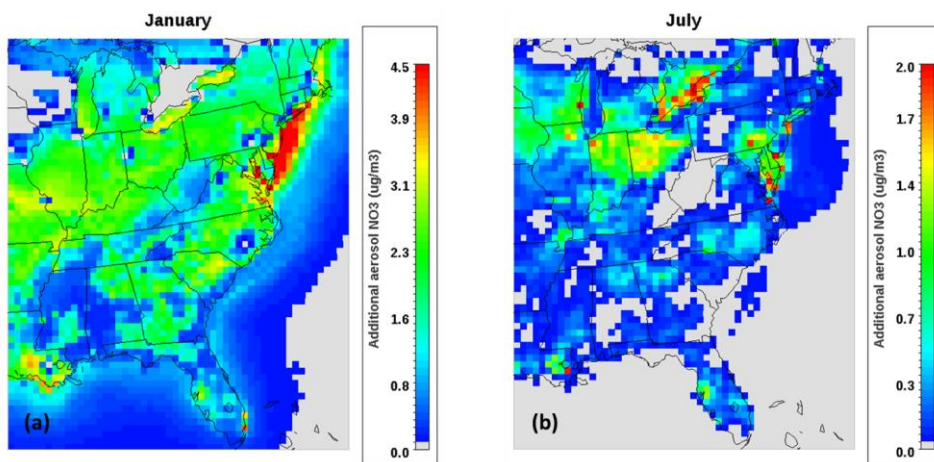 January
July
4.5
3.9
3.1
2.3
1.6
0.8
0.0
Additional aerosol NO3 (ug/m3)
(a)
2.0
1.7
1.4
1.0
0.7
0.3
0.0
Additional aerosol NO3 (ug/m3)
(b)